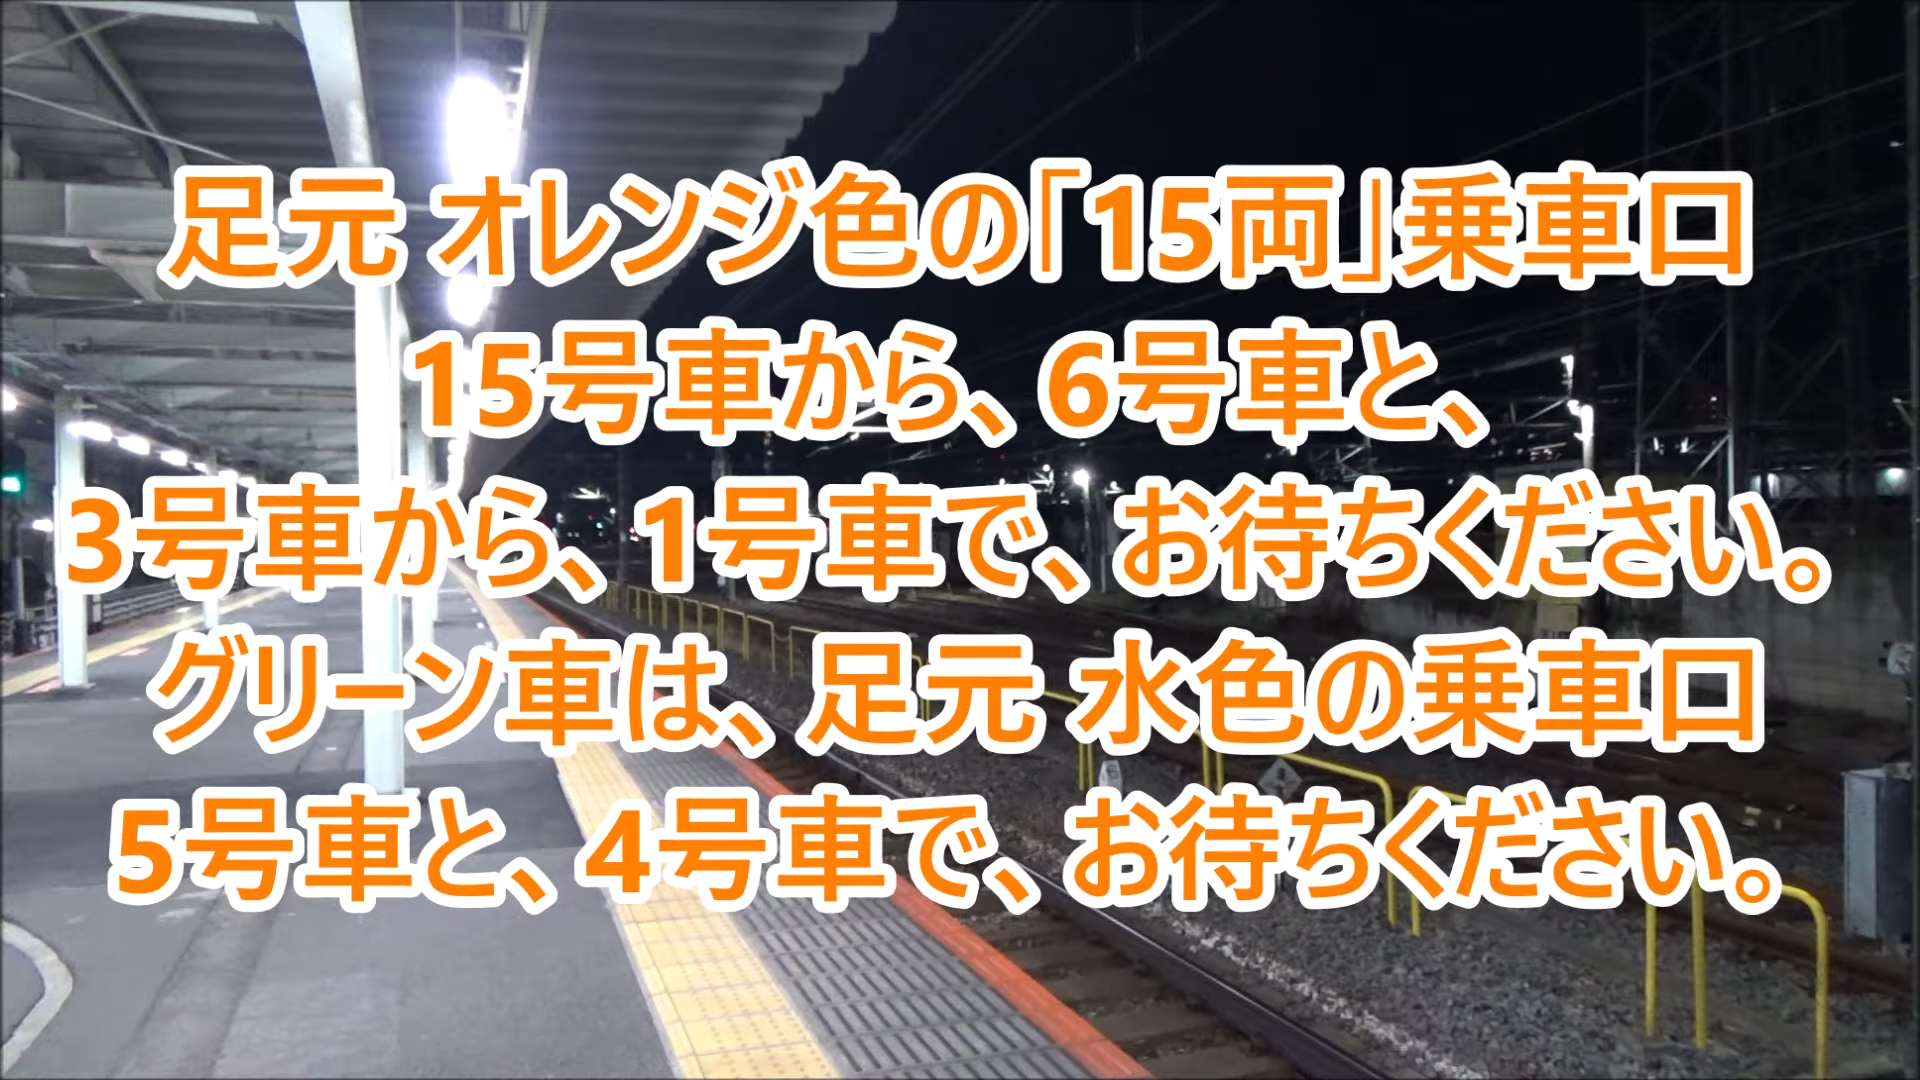 足元 オレンジ色の｢15両｣乗車口
15号車から、6号車と、
3号車から、1号車で、お待ちください。
グリーン車は、足元 水色の乗車口
5号車と、4号車で、お待ちください。